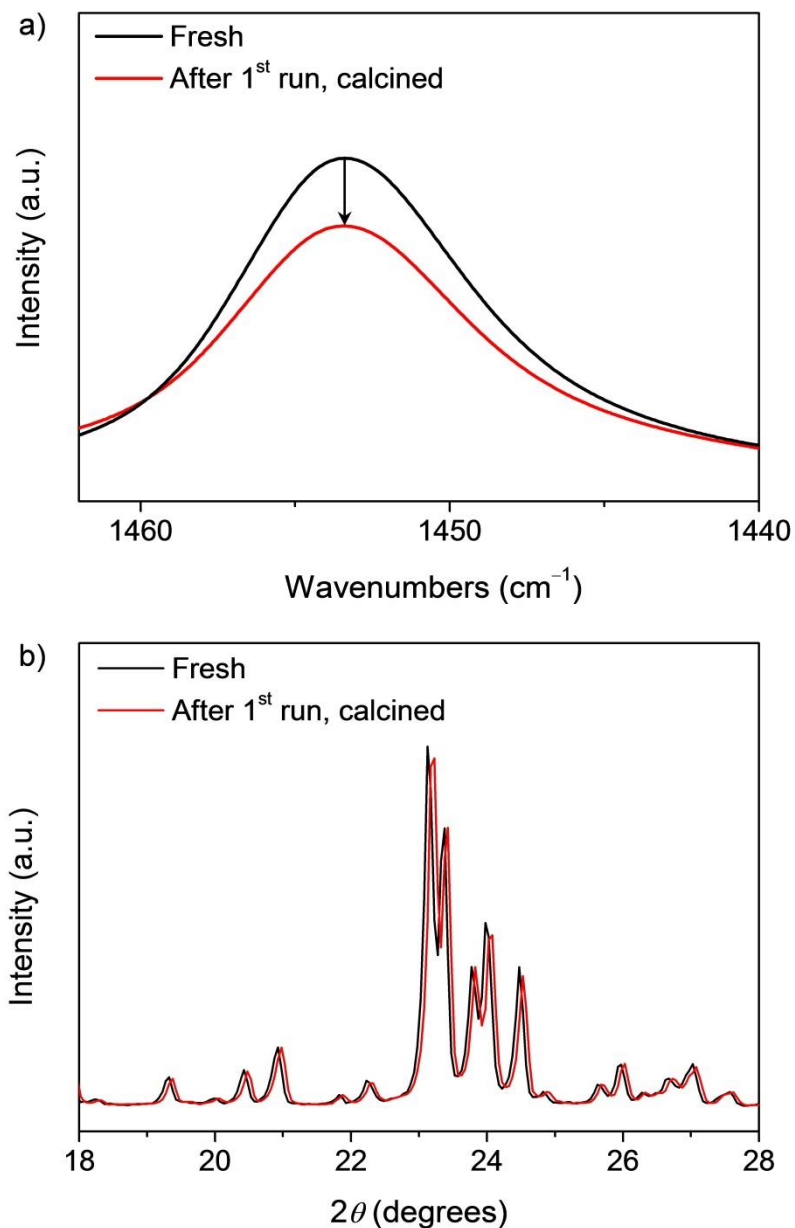 a)
Fresh
After 1st run, calcined
Intensity (a.u.)
1460
1450
1440
Wavenumbers (cm−1)
b)
Fresh
After 1st run, calcined
Intensity (a.u.)
18
20
22
24
26
28
2θ (degrees)